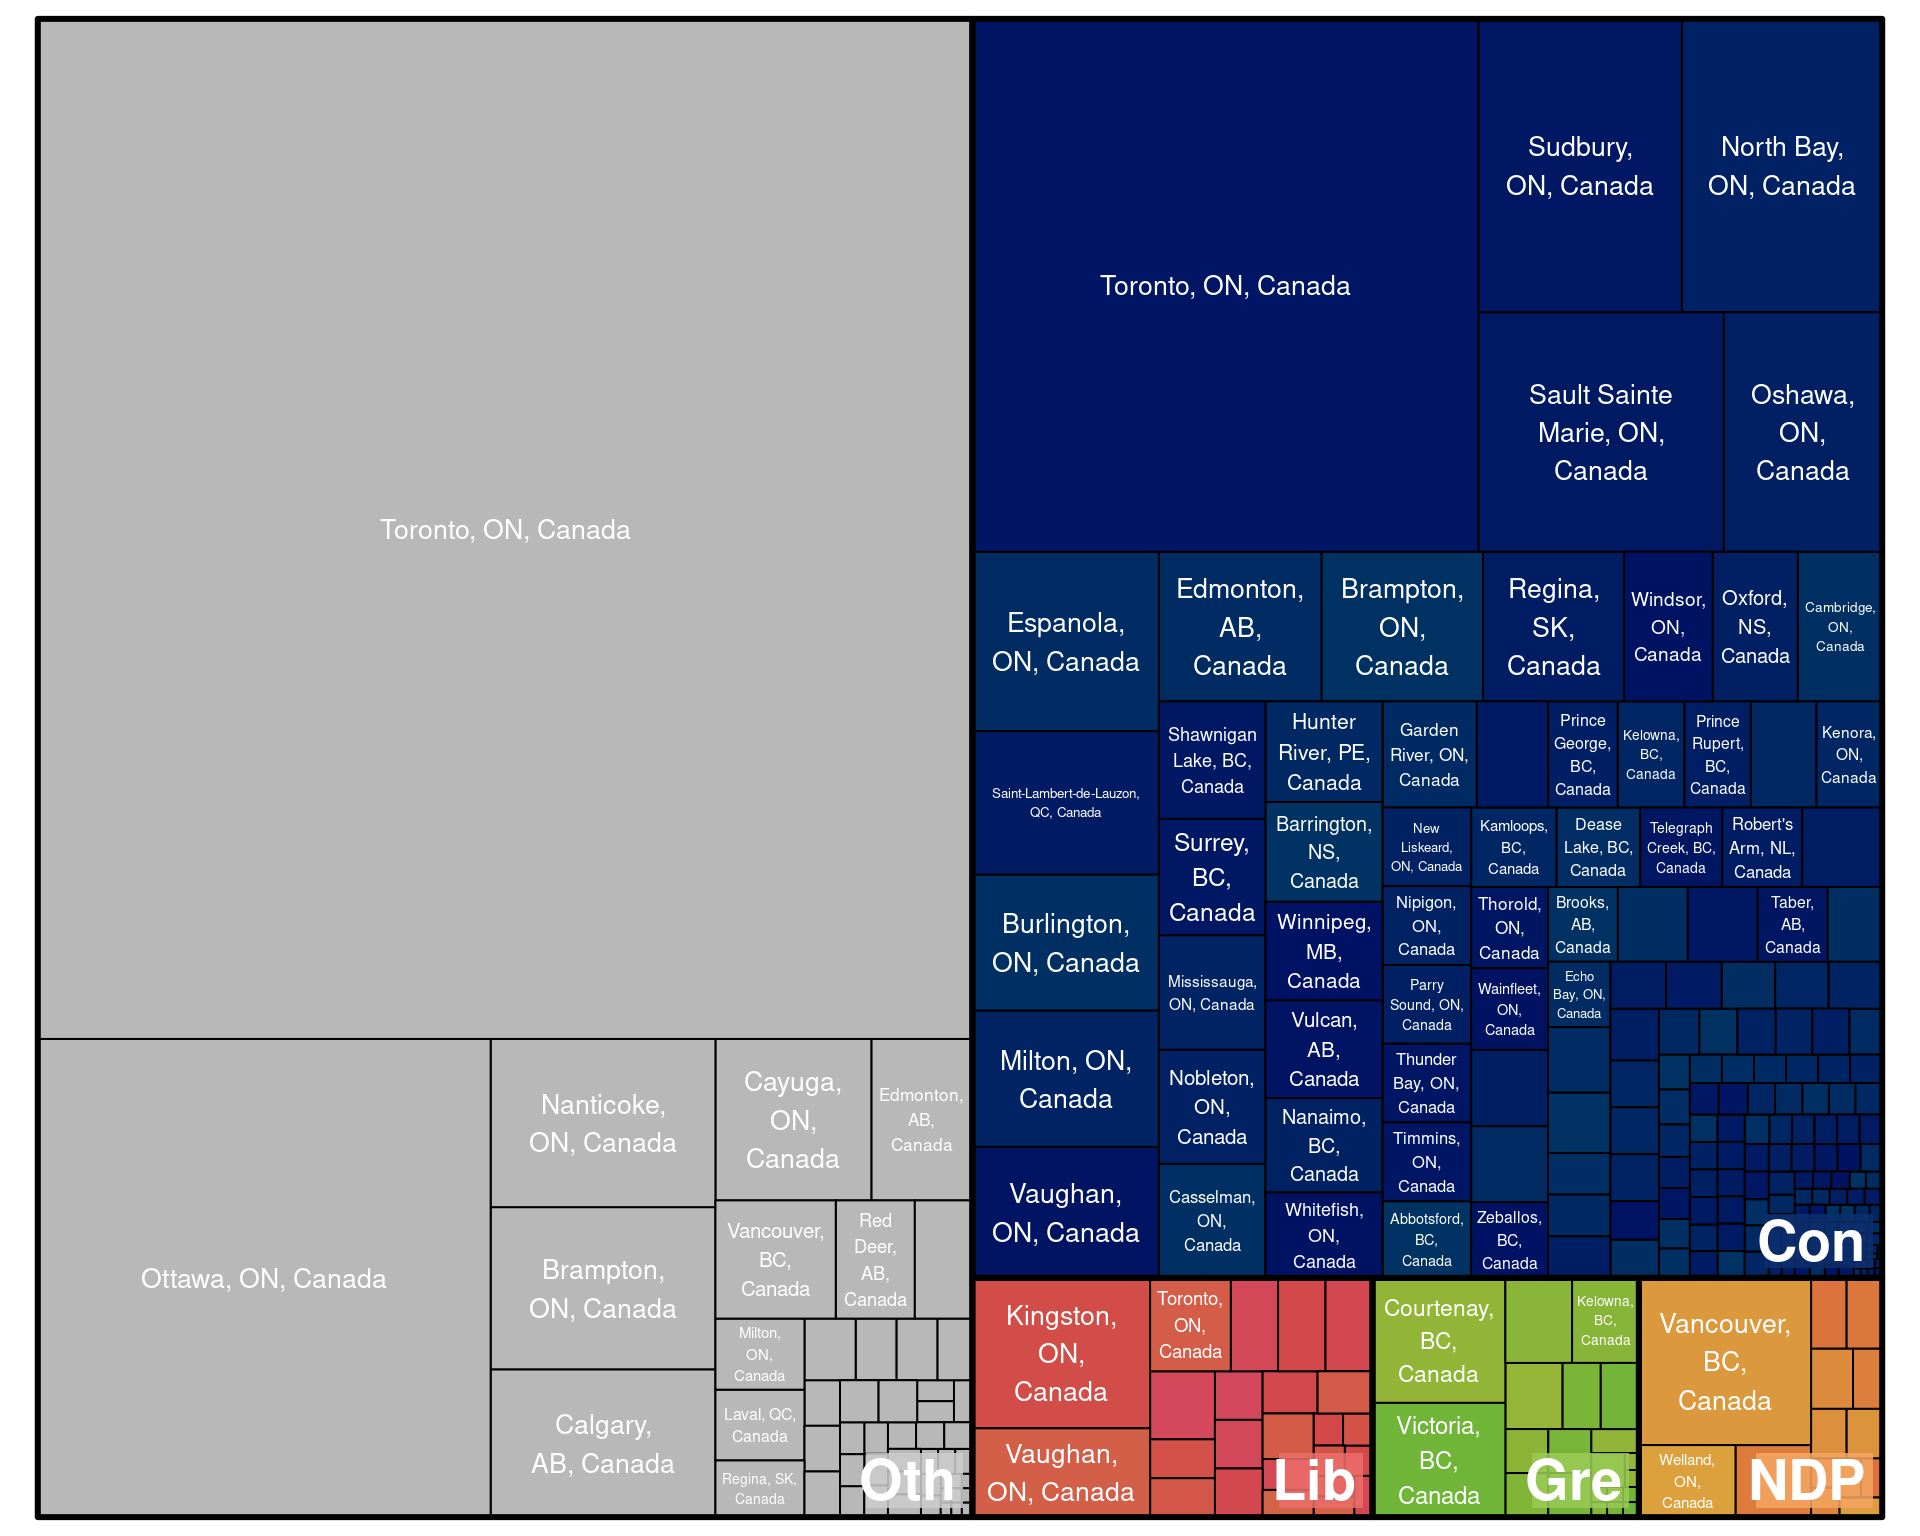 Toronto, ON, Canada
Ottawa, ON, Canada
Nanticoke,
ON, Canada
Brampton,
ON, Canada
Calgary,
AB, Canada
Cayuga,
ON,
Canada
Edmonton,
AB,
Canada
Vancouver,
BC,
Canada
Red
Deer,
AB,
Canada
Milton,
ON,
Canada
Laval, QC,
Canada
Regina, SK,
Canada
Oth
Toronto, ON, Canada
Sudbury,
ON, Canada
North Bay,
ON, Canada
Sault Sainte
Marie, ON,
Canada
Oshawa,
ON,
Canada
Espanola,
ON, Canada
Saint-Lambert-de-Lauzon,
QC, Canada
Burlington,
ON, Canada
Milton, ON,
Canada
Vaughan,
ON, Canada
Edmonton,
AB,
Canada
Brampton,
ON,
Canada
Regina,
SK,
Canada
Windsor,
ON,
Canada
Oxford,
NS,
Canada
Cambridge,
ON,
Canada
Shawnigan
Lake, BC,
Canada
Surrey,
BC,
Canada
Mississauga,
ON, Canada
Nobleton,
ON,
Canada
Casselman,
ON,
Canada
Hunter
River, PE,
Canada
Barrington,
NS,
Canada
Winnipeg,
MB,
Canada
Vulcan,
AB,
Canada
Nanaimo,
BC,
Canada
Whitefish,
ON,
Canada
Garden
River, ON,
Canada
Prince
George,
BC,
Canada
Kelowna,
BC,
Canada
Prince
Rupert,
BC,
Canada
Kenora,
ON,
Canada
New
Liskeard,
ON, Canada
Nipigon,
ON,
Canada
Parry
Sound, ON,
Canada
Thunder
Bay, ON,
Canada
Timmins,
ON,
Canada
Abbotsford,
BC,
Canada
Kamloops,
BC,
Canada
Dease
Lake, BC,
Canada
Telegraph
Creek, BC,
Canada
Robert's
Arm, NL,
Canada
Thorold,
ON,
Canada
Wainfleet,
ON,
Canada
Zeballos,
BC,
Canada
Brooks,
AB,
Canada
Taber,
AB,
Canada
Echo
Bay, ON,
Canada
Con
Kingston,
ON,
Canada
Vaughan,
ON, Canada
Toronto,
ON,
Canada
Lib
Courtenay,
BC,
Canada
Victoria,
BC,
Canada
Kelowna,
BC,
Canada
Gre
Vancouver,
BC,
Canada
Welland,
ON,
Canada
NDP